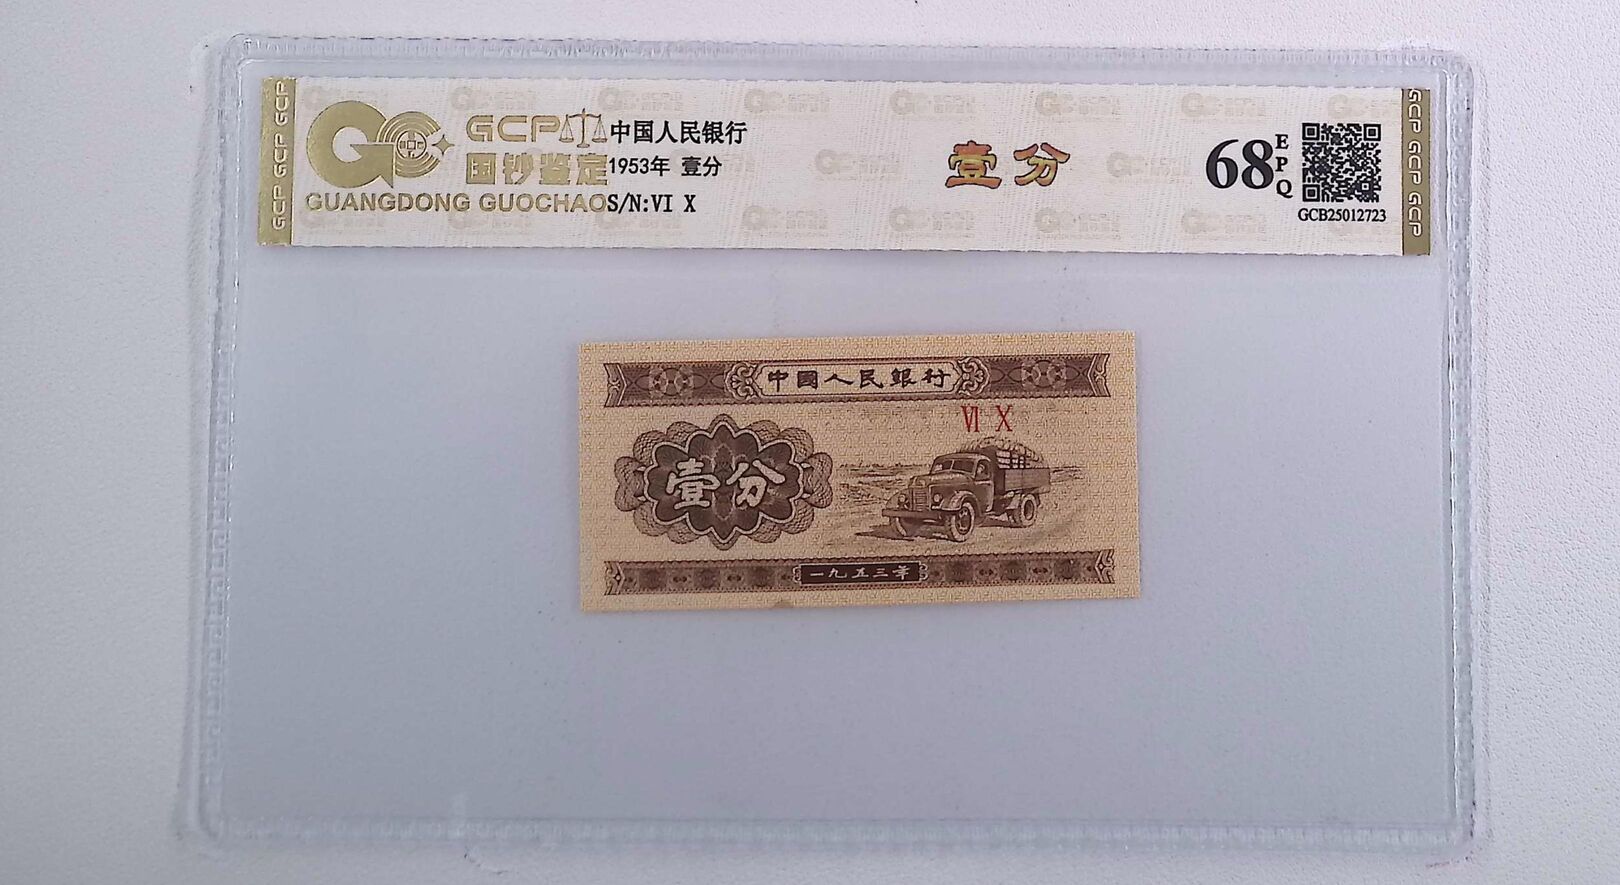 GCP GCP GCP
GCP
国钞鉴定
GUANGDONG GUOCHAO
中国人民银行
1953年 壹分
S/N:VI X
壹分
68
EPQ
GCB25012723
GCP GCP GCP
中國人民銀行
VI X
壹分
一九五三年